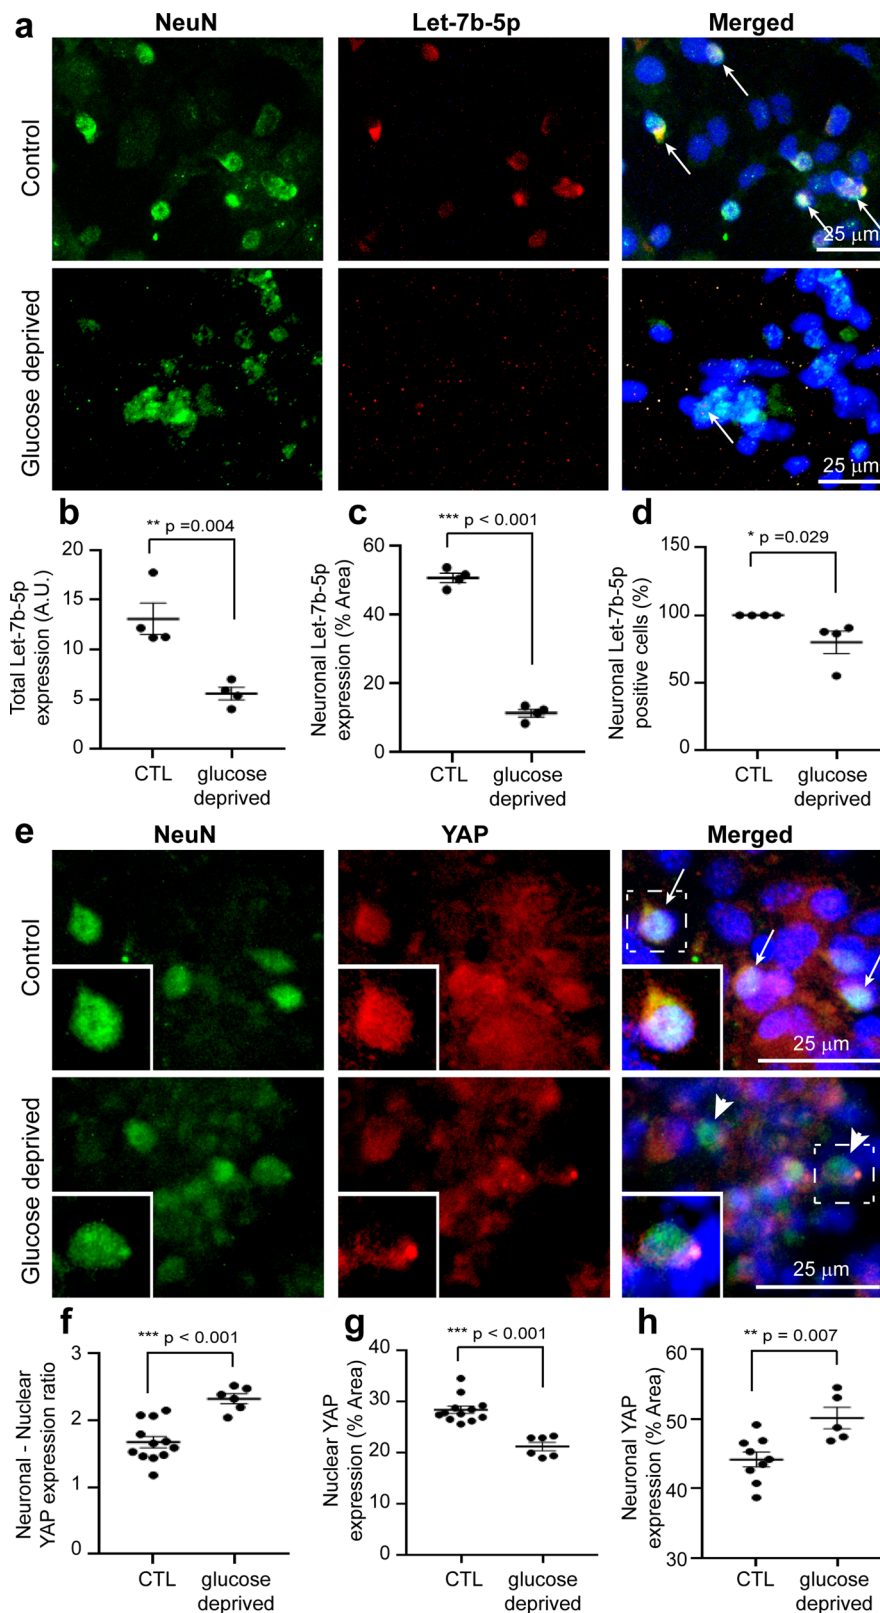 a
NeuN
Let-7b-5p
Merged
Control
25 μm
Glucose deprived
25 μm
b
** p =0.004
Total Let-7b-5p
expression (A.U.)
20
15
10
5
0
CTL
glucose
deprived
c
*** p < 0.001
Neuronal Let-7b-5p
expression (% Area)
60
40
20
0
CTL
glucose
deprived
d
* p =0.029
Neuronal Let-7b-5p
positive cells (%)
150
100
50
0
CTL
glucose
deprived
e
NeuN
YAP
Merged
Control
25 μm
Glucose deprived
25 μm
f
*** p < 0.001
Neuronal - Nuclear
YAP expression ratio
3
2
1
0
CTL
glucose
deprived
g
*** p < 0.001
Nuclear YAP
expression (% Area)
40
30
20
10
0
CTL
glucose
deprived
h
** p = 0.007
Neuronal YAP
expression (% Area)
60
50
40
30
CTL
glucose
deprived